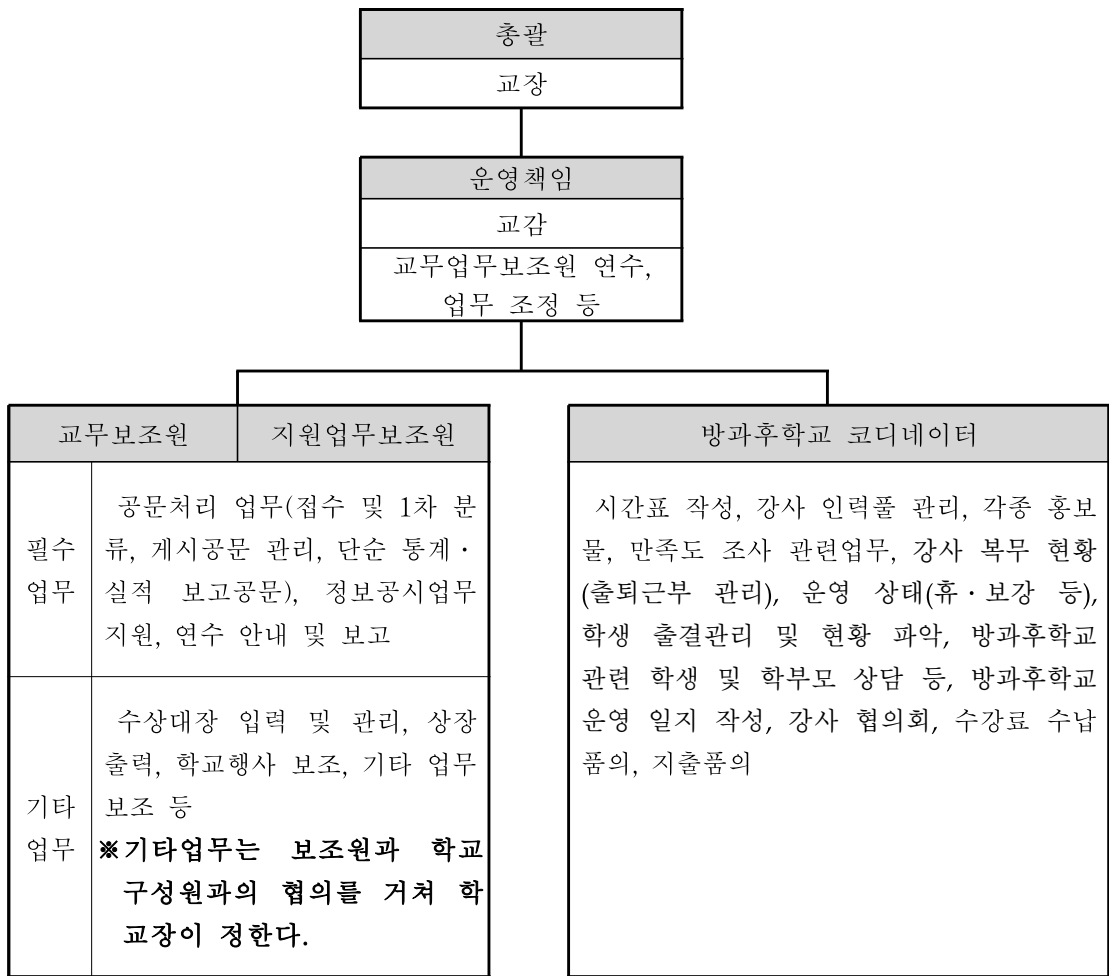 총괄
교장
운영책임
교감
교무업무보조원 연수,
업무 조정 등
교무보조원
지원업무보조원
필수
업무
공문처리 업무(접수 및 1차 분
류, 게시공문 관리, 단순 통계·
실적 보고공문), 정보공시업무
지원, 연수 안내 및 보고
기타
업무
수상대장 입력 및 관리, 상장
출력, 학교행사 보조, 기타 업무
보조 등
※기타업무는 보조원과 학교
구성원과의 협의를 거쳐 학
교장이 정한다.
방과후학교 코디네이터
시간표 작성, 강사 인력풀 관리, 각종 홍보
물, 만족도 조사 관련업무, 강사 복무 현황
(출퇴근부 관리), 운영 상태(휴·보강 등),
학생 출결관리 및 현황 파악, 방과후학교
관련 학생 및 학부모 상담 등, 방과후학교
운영 일지 작성, 강사 협의회, 수강료 수납
품의, 지출품의